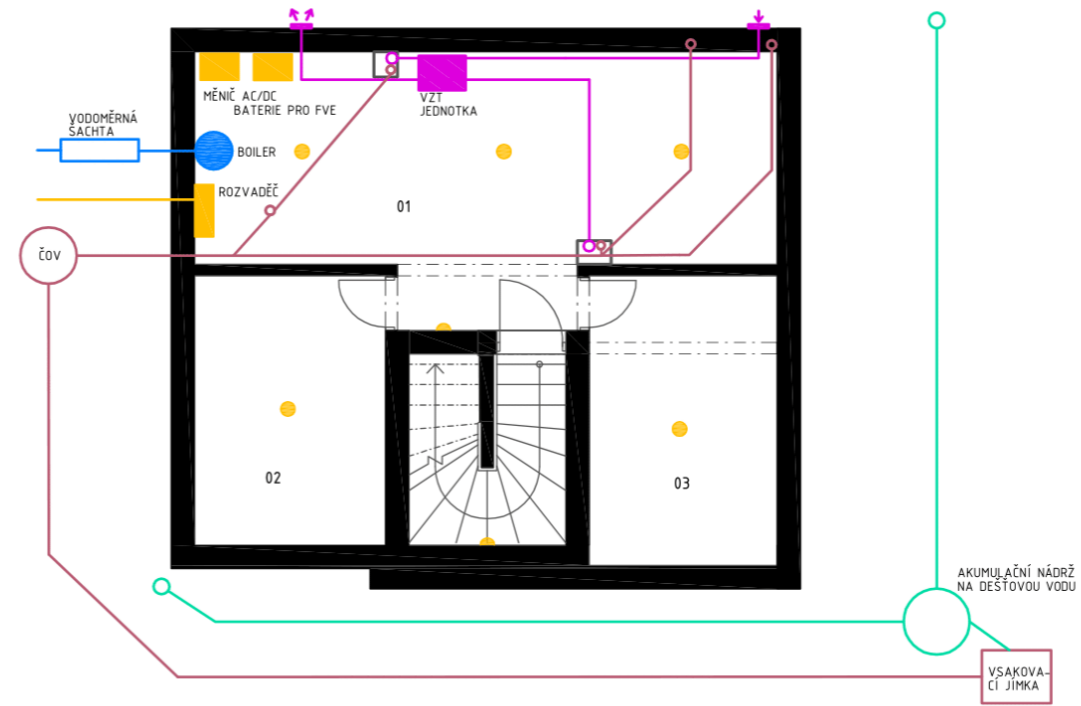 MĚNIČ AC/DC
BATERIE PRO FVE
VZT
JEDNOTKA
VODOMĚRNÁ
ŠACHTA
BOILER
ROZVADĚČ
01
ČOV
02
03
AKUMULAČNÍ NÁDRŽ
NA DEŠŤOVOU VODU
VSAKOVA-
CÍ JÍMKA